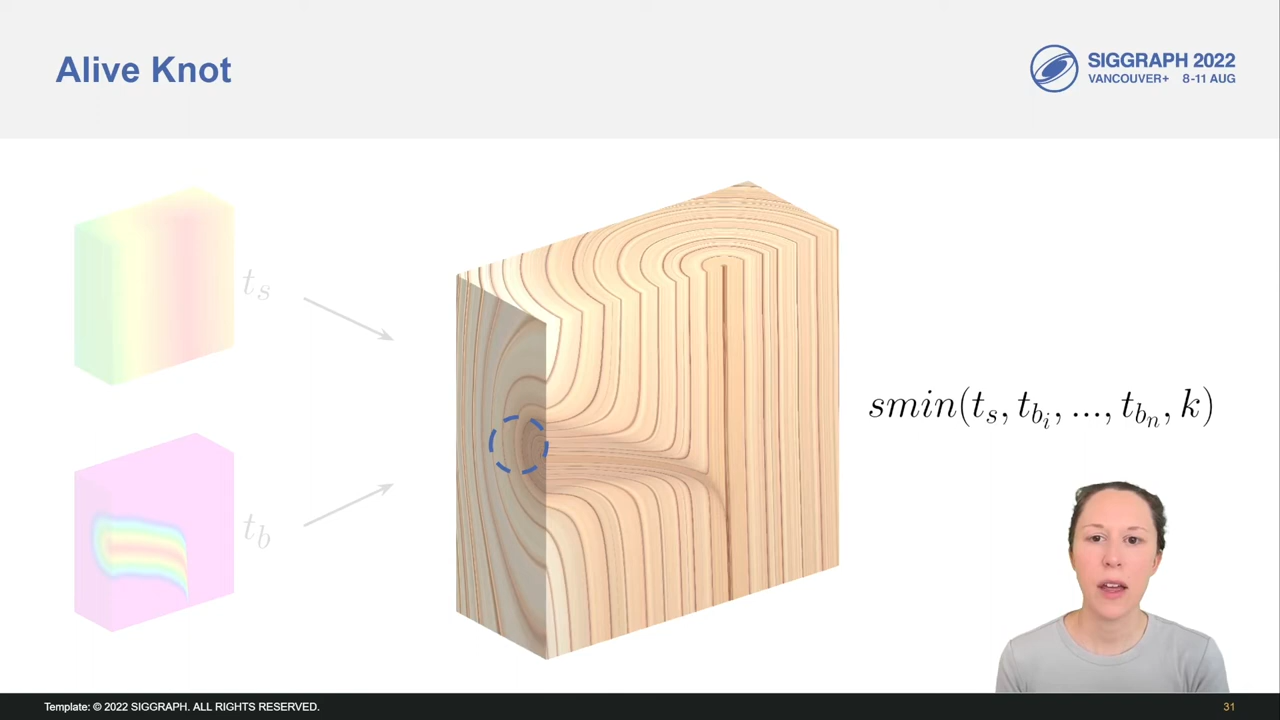 Alive Knot
SIGGRAPH 2022
VANCOUVER+ 8-11 AUG
t_s
smin(t_s, t_{b_i}, ..., t_{b_n}, k)
t_b
Template: © 2022 SIGGRAPH. ALL RIGHTS RESERVED.
31